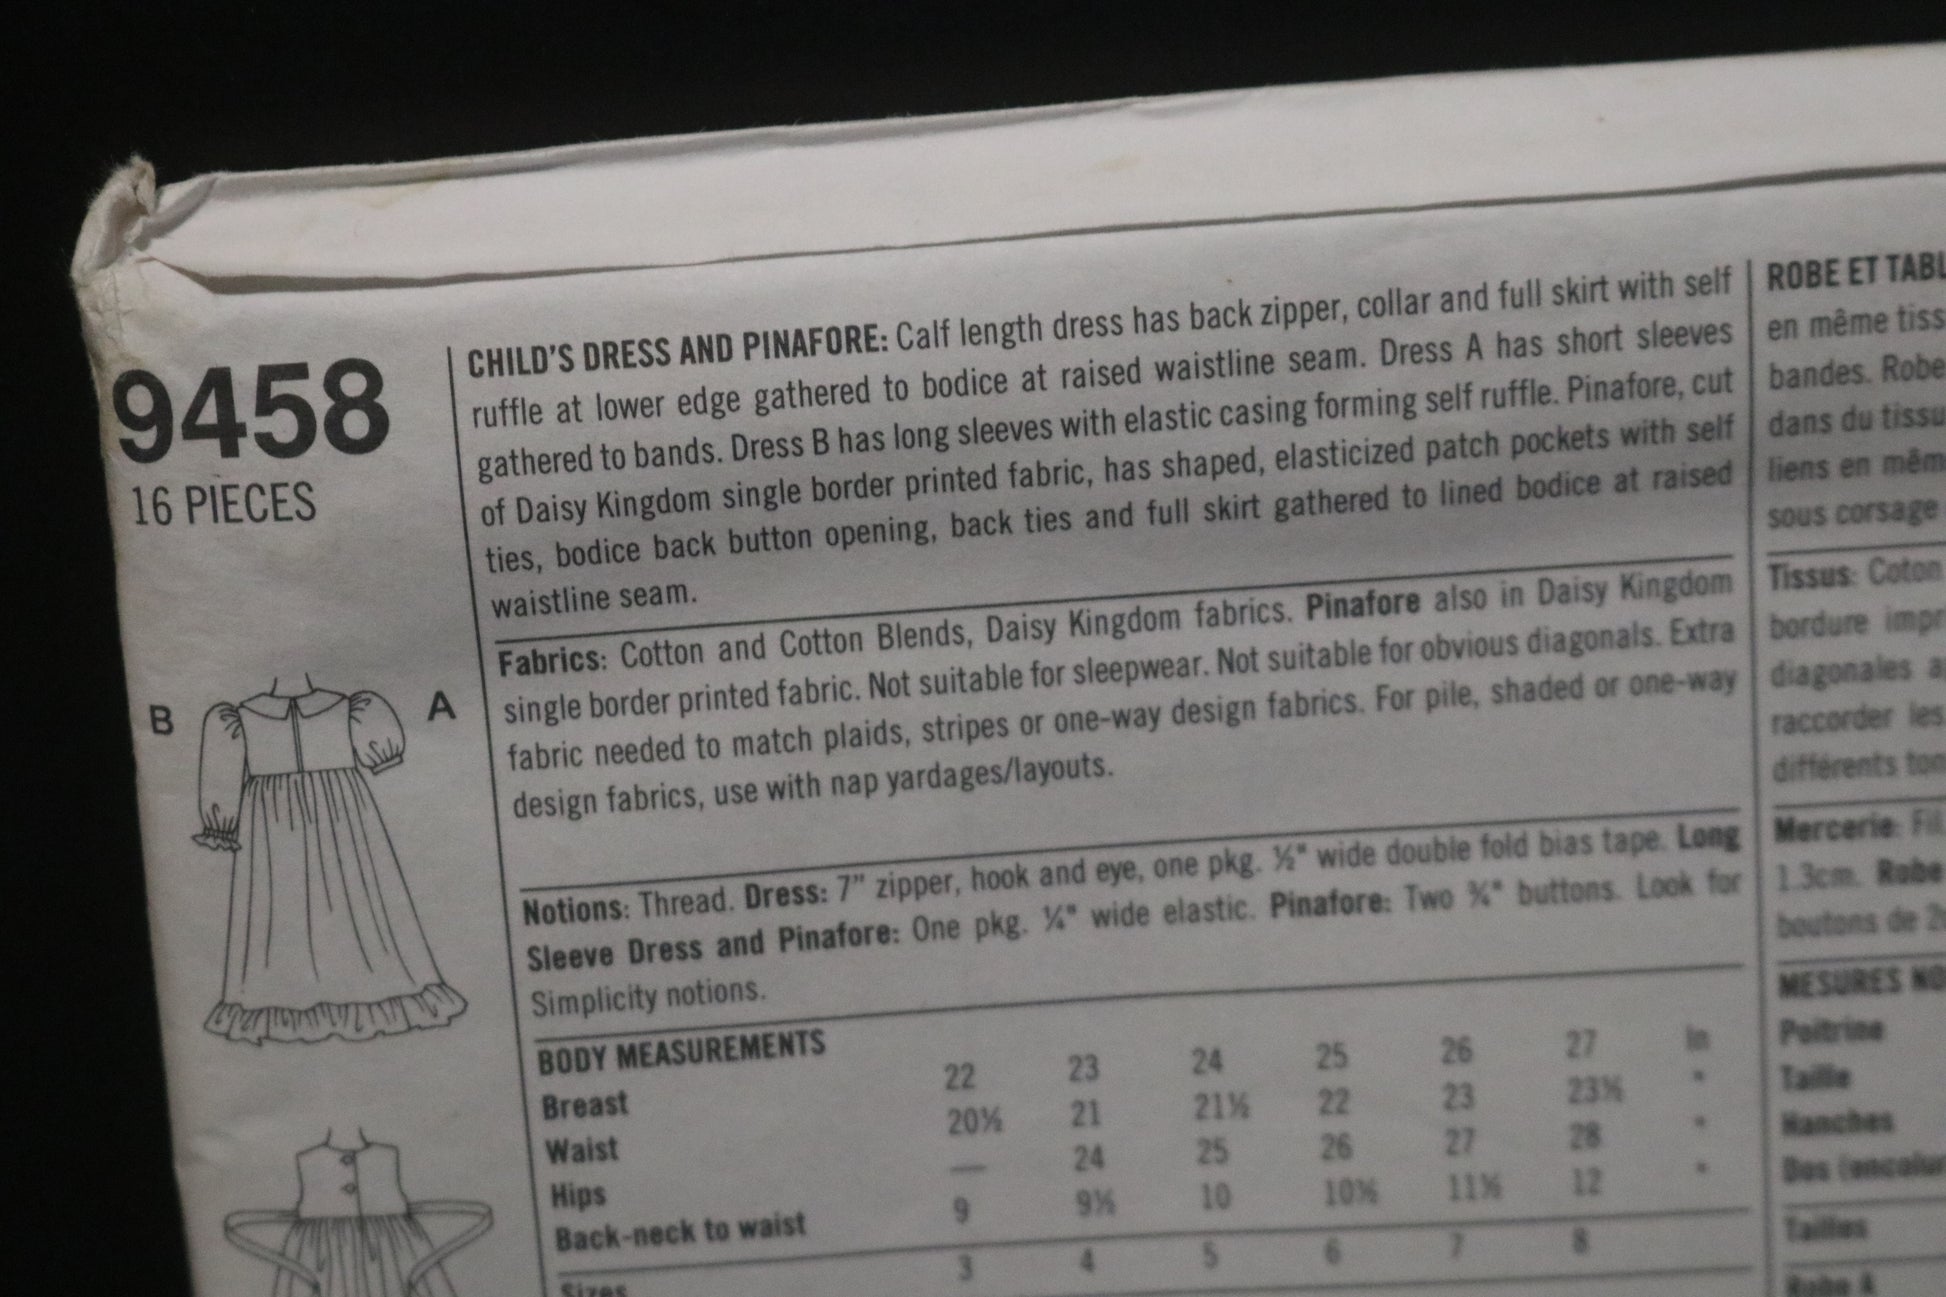 9458
16 PIECES
B
A
CHILD'S DRESS AND PINAFORE: Calf length dress has back zipper, collar and full skirt with self
ruffle at lower edge gathered to bodice at raised waistline seam. Dress A has short sleeves
gathered to bands. Dress B has long sleeves with elastic casing forming self ruffle. Pinafore, cut
of Daisy Kingdom single border printed fabric, has shaped, elasticized patch pockets with self
ties, bodice back button opening, back ties and full skirt gathered to lined bodice at raised
waistline seam.
Fabrics: Cotton and Cotton Blends, Daisy Kingdom fabrics. Pinafore also in Daisy Kingdom
single border printed fabric. Not suitable for sleepwear. Not suitable for obvious diagonals. Extra
fabric needed to match plaids, stripes or one-way design fabrics. For pile, shaded or one-way
design fabrics, use with nap yardages/layouts.
Notions: Thread. Dress: 7" zipper, hook and eye, one pkg. ½" wide double fold bias tape. Long
Sleeve Dress and Pinafore: One pkg. ¼" wide elastic. Pinafore: Two ¾" buttons. Look for
Simplicity notions.
BODY MEASUREMENTS
Breast 22 23 24 25 26 27 In
Waist 20½ 21 21½ 22 23 23½ "
Hips — 24 25 26 27 28 "
Back-neck to waist 9 9½ 10 10½ 11½ 12 "
Sizes 3 4 5 6 7 8
ROBE ET TABL
en même tiss
bandes. Robe
dans du tissu
liens en mêm
sous corsage
Tissus: Coton
bordure impr
diagonales a
raccorder les
différents ton
Mercerie: Fil
1.3cm. Robe
boutons de 2
MESURES NO
Poitrine
Taille
Hanches
Dos (encolur
Tailles
Robe A